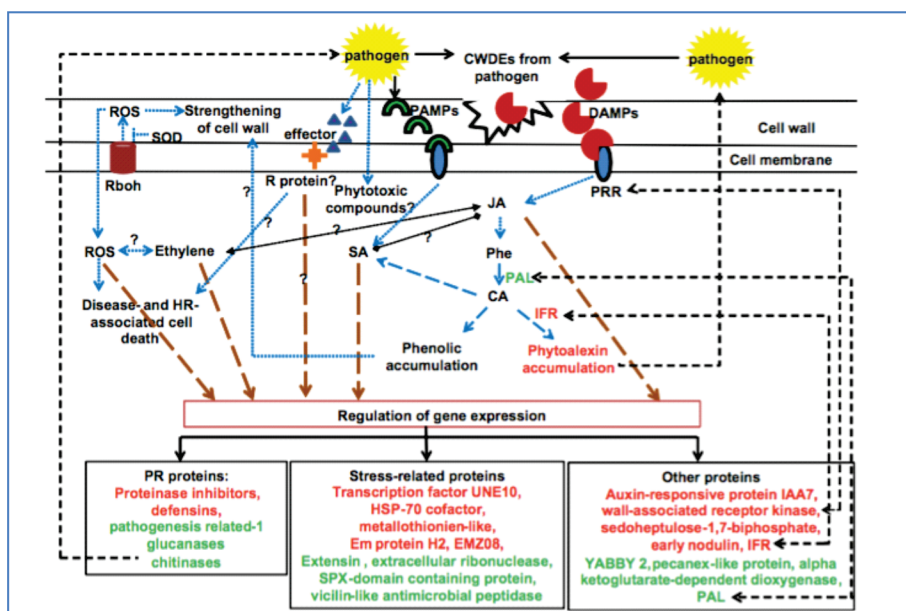 pathogen
CWDEs from
pathogen
pathogen
ROS
Strengthening
of cell wall
SOD
Rboh
effector
PAMPs
DAMPs
Cell wall
Cell membrane
R protein?
Phytotoxic
compounds?
PRR
?
JA
?
?
?
ROS
?
Ethylene
SA
Phe
PAL
?
Disease- and HR-
associated cell
death
CA
IFR
Phenolic
accumulation
Phytoalexin
accumulation
Regulation of gene expression
PR proteins:
Proteinase inhibitors,
defensins,
pathogenesis related-1
glucanases
chitinases
Stress-related proteins
Transcription factor UNE10,
HSP-70 cofactor,
metallothionien-like,
Em protein H2, EMZ08,
Extensin , extracellular ribonuclease,
SPX-domain containing protein,
vicilin-like antimicrobial peptidase
Other proteins
Auxin-responsive protein IAA7,
wall-associated receptor kinase,
sedoheptulose-1,7-biphosphate,
early nodulin, IFR
YABBY 2,pecanex-like protein, alpha
ketoglutarate-dependent dioxygenase,
PAL